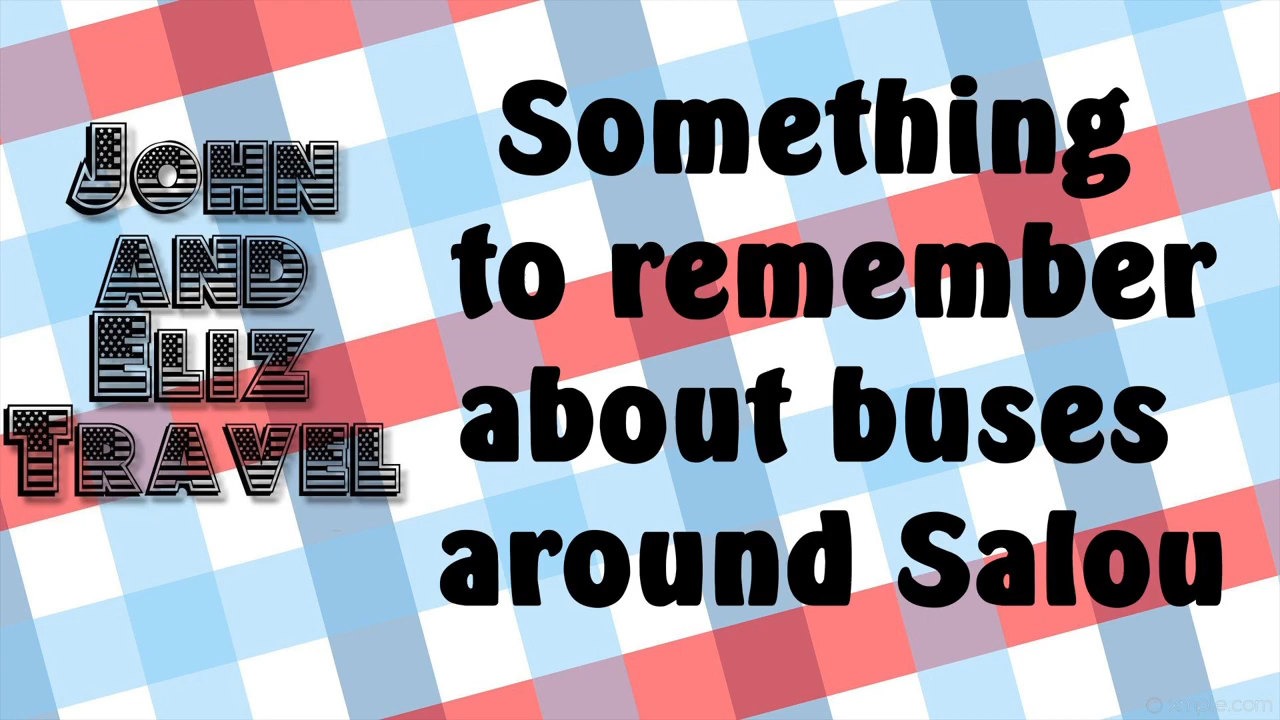 John
and
Eliz
Travel
Something
to remember
about buses
around Salou